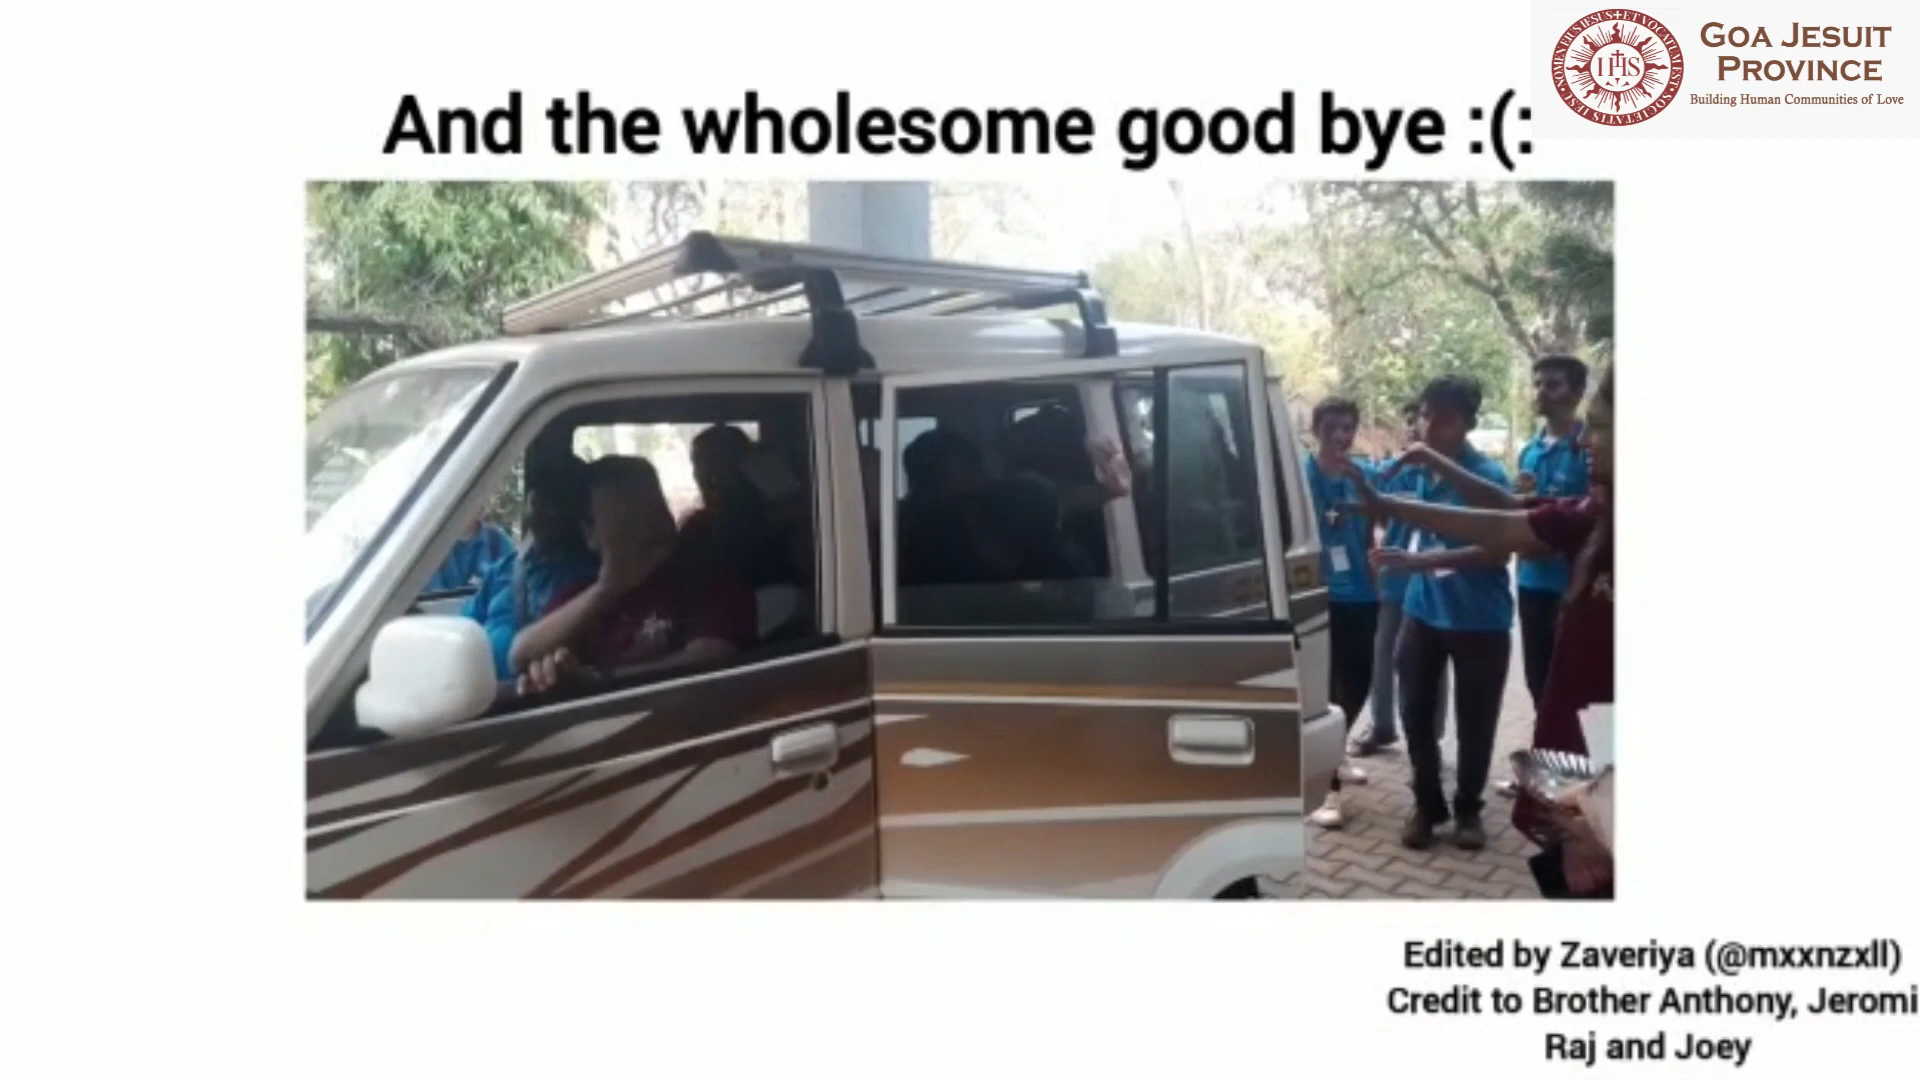 GOA JESUIT
PROVINCE
Building Human Communities of Love
IHS
And the wholesome good bye :(:
Edited by Zaveriya (@mxxnzxll)
Credit to Brother Anthony, Jeromi
Raj and Joey